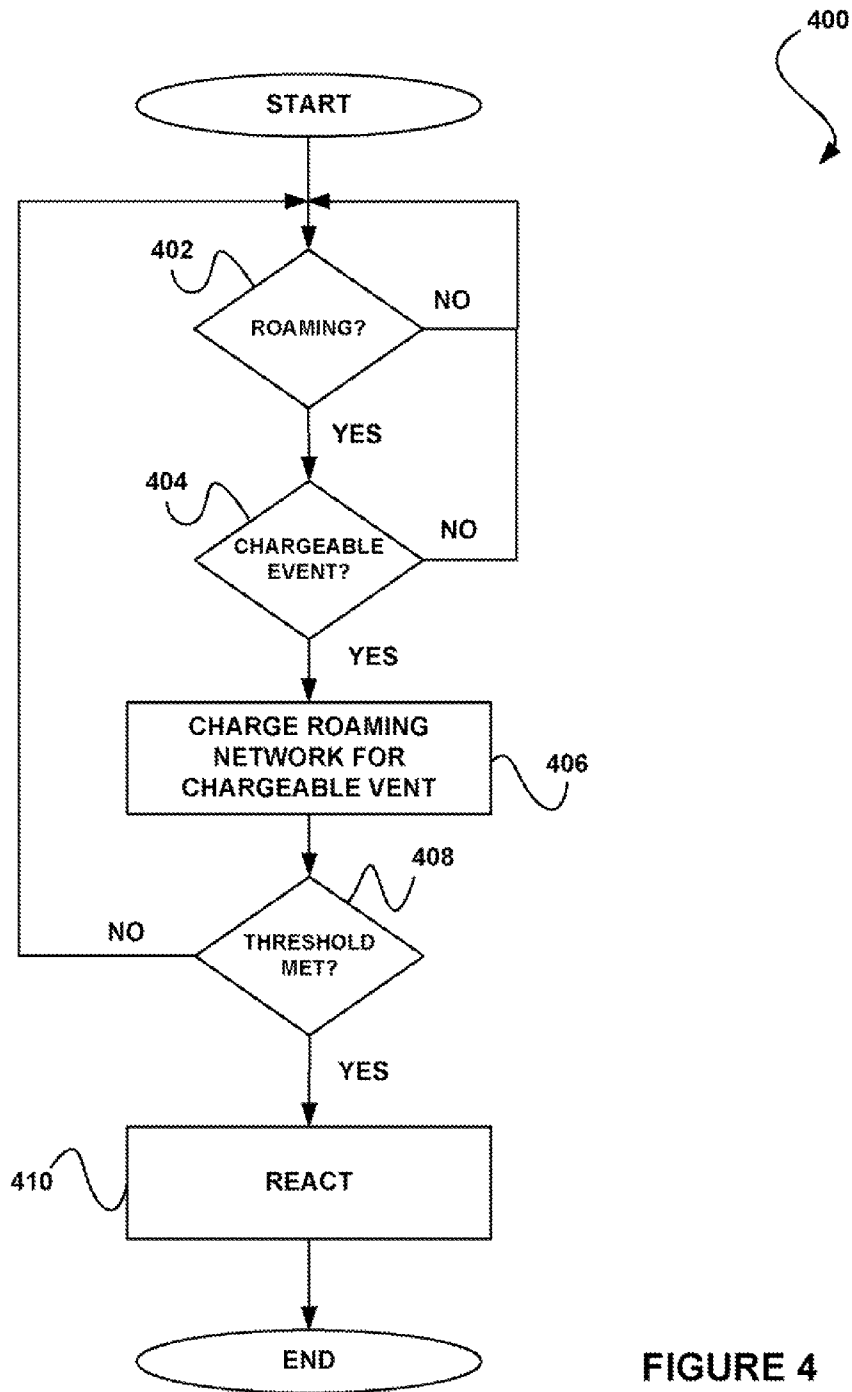 400
START
402
ROAMING?
NO
YES
404
CHARGEABLE
EVENT?
NO
YES
CHARGE ROAMING
NETWORK FOR
CHARGEABLE VENT
406
408
THRESHOLD
MET?
NO
YES
REACT
410
END
FIGURE 4